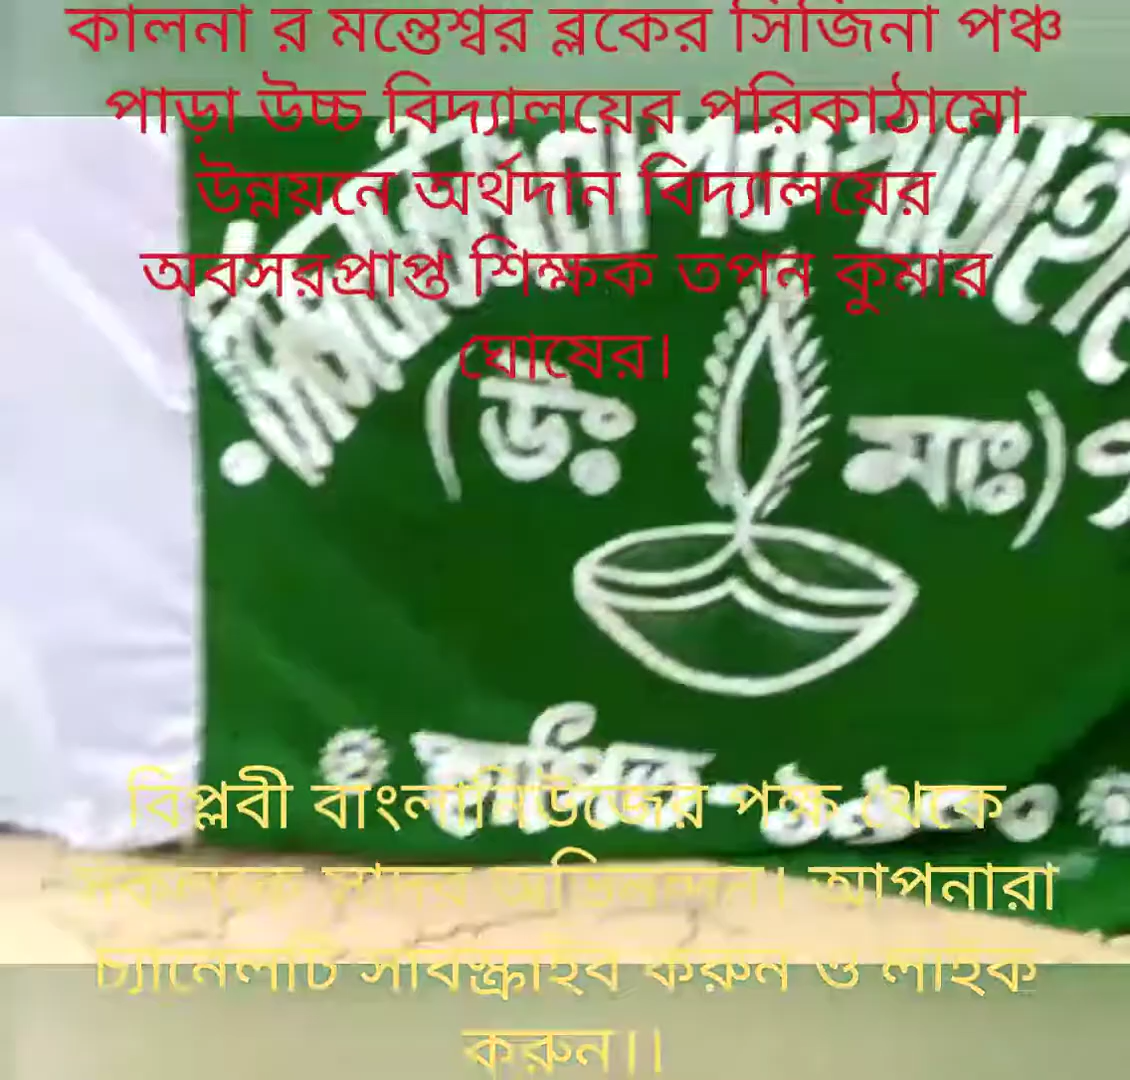 কালনা র মন্তেশ্বর ব্লকের সিজিনা পঞ্চ
পাড়া উচ্চ বিদ্যালয়ের পরিকাঠামো
উন্নয়নে অর্থদান বিদ্যালয়ের
অবসরপ্রাপ্ত শিক্ষক তপন কুমার
ঘোষের।
(উঃ মাঃ)
বিপ্লবী বাংলানিউজের পক্ষ থেকে
সকলকে সাদর অভিনন্দন। আপনারা
চ্যানেলটি সাবস্ক্রাইব করুন ও লাইক
করুন।।